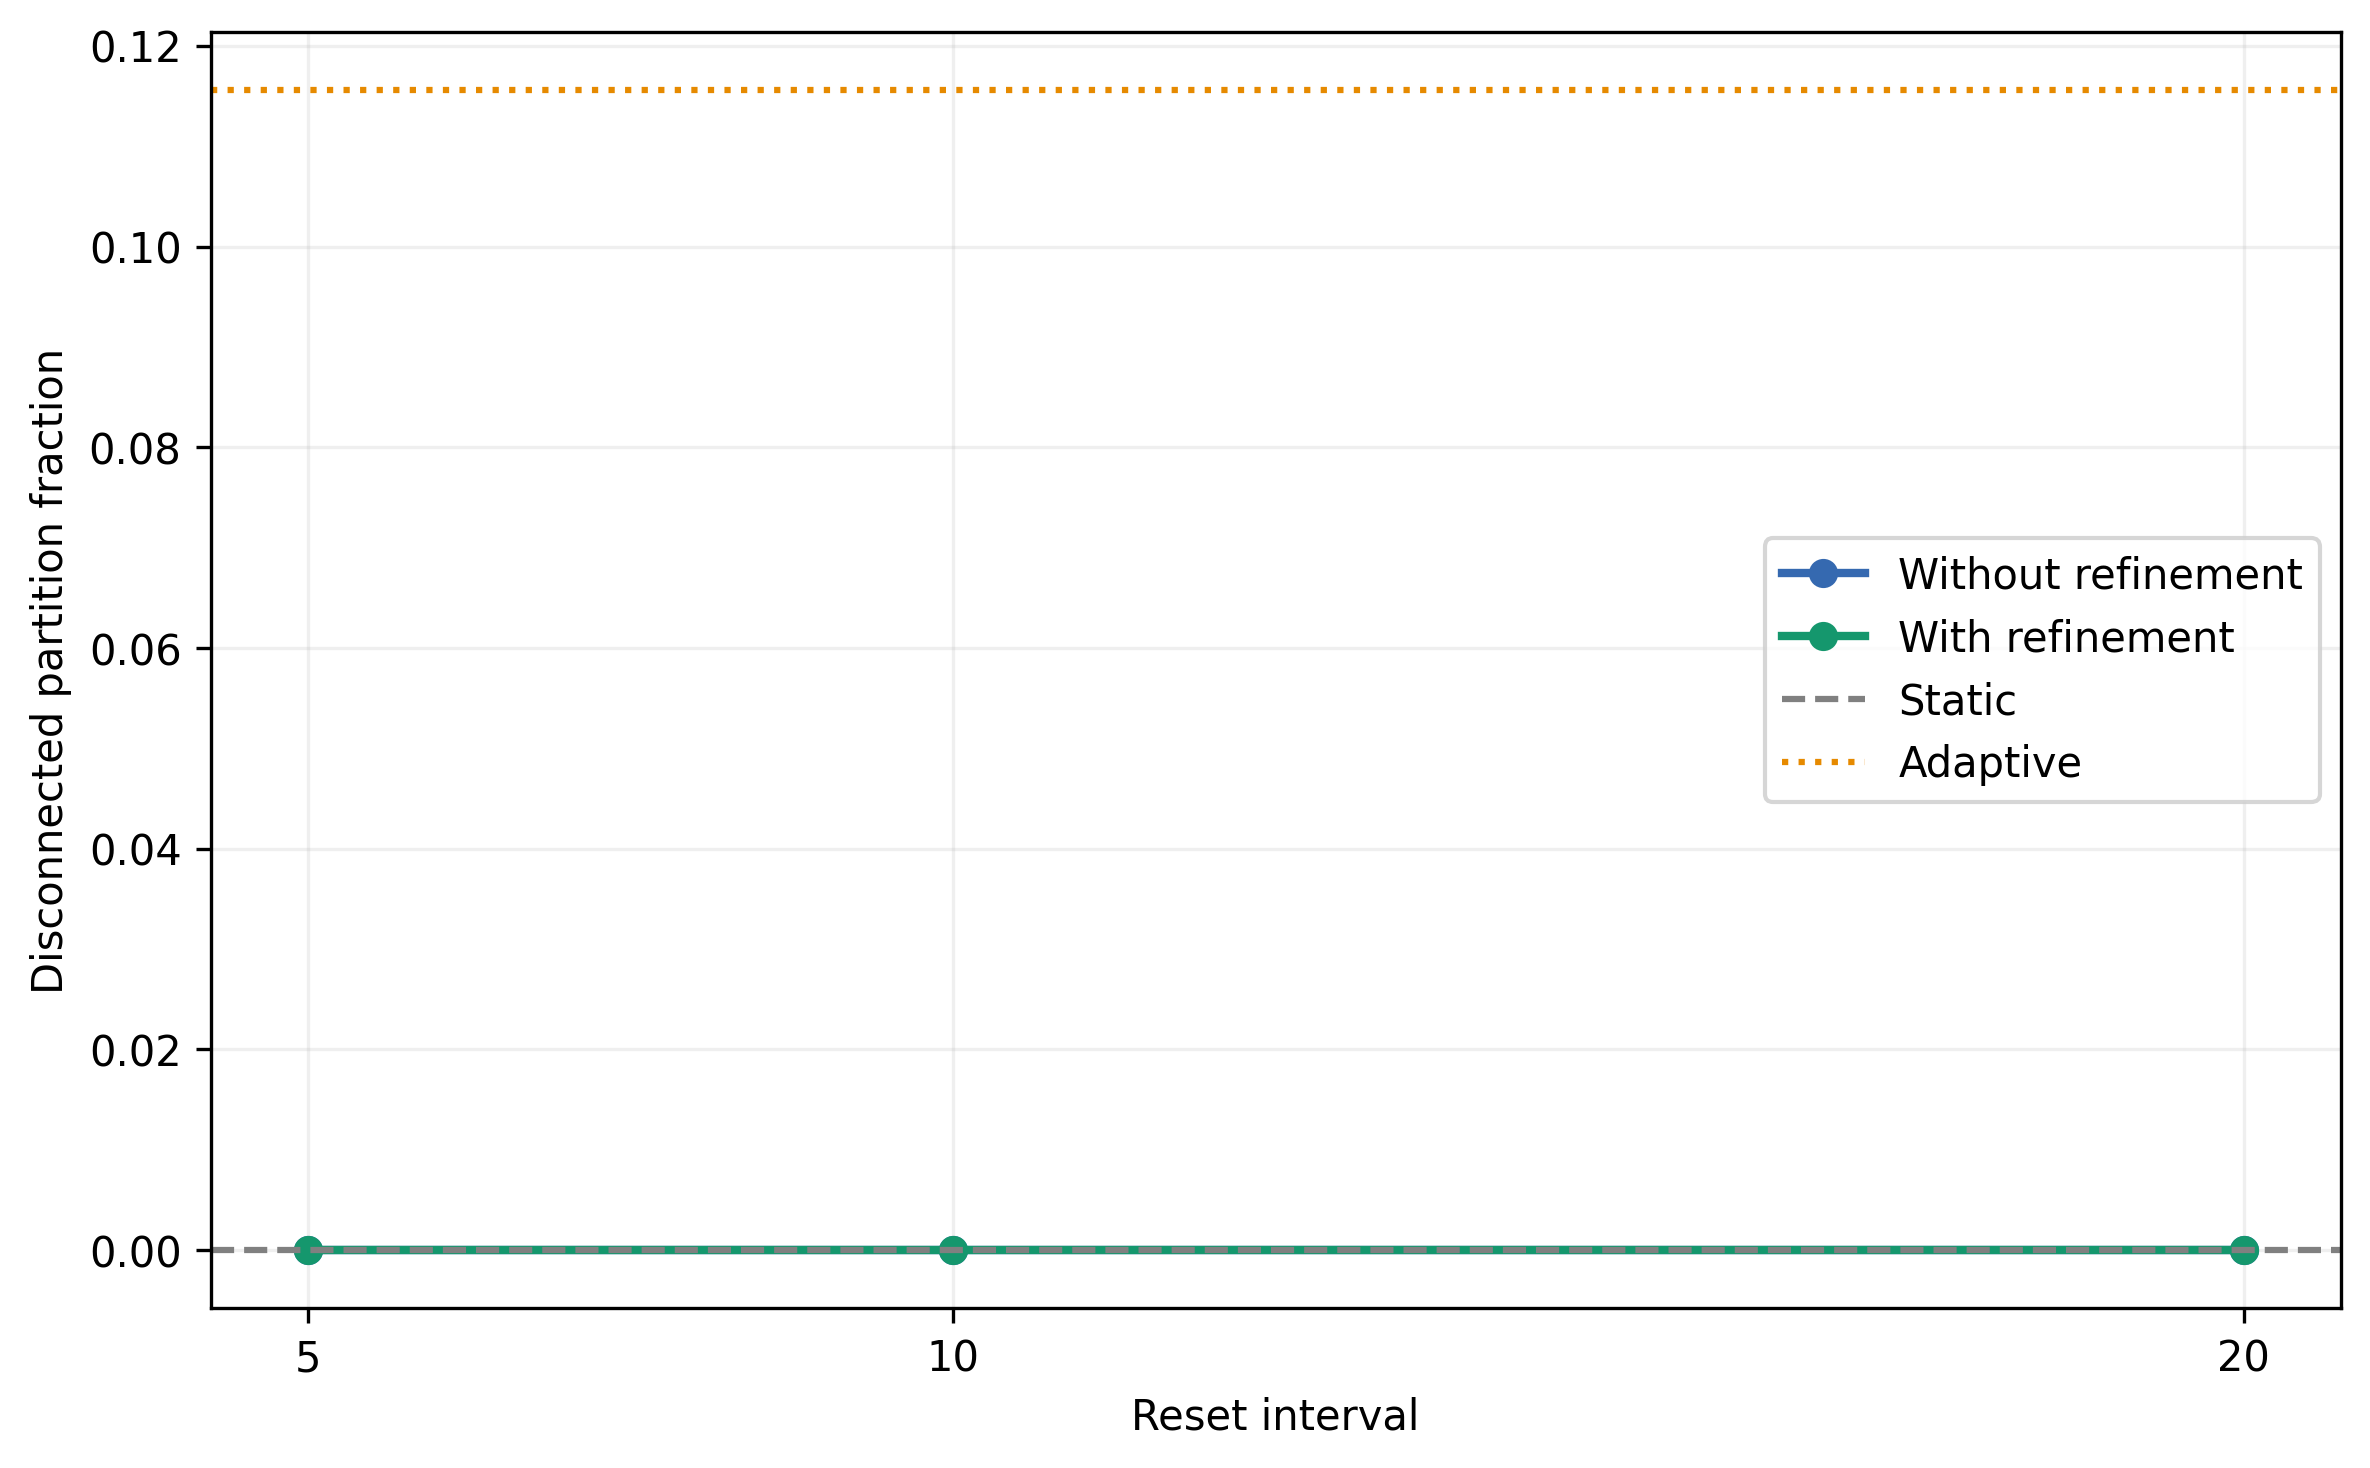 0.12
0.10
0.08
0.06
0.04
0.02
0.00
Disconnected partition fraction
Without refinement
With refinement
Static
Adaptive
5 10 20
Reset interval